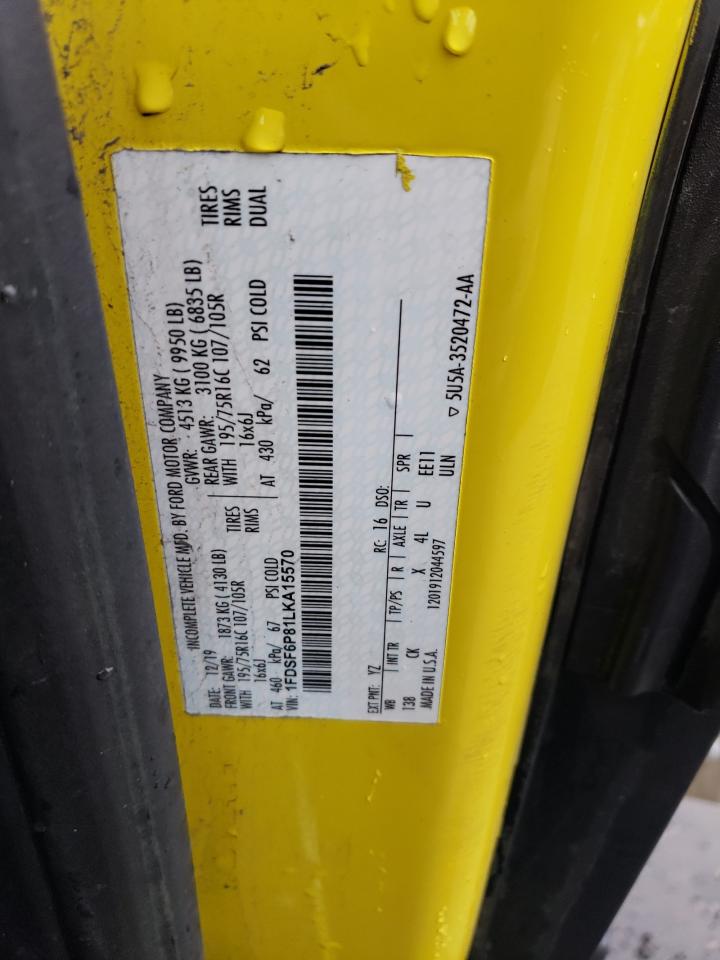 INCOMPLETE VEHICLE MFD. BY FORD MOTOR COMPANY
DATE: 12/19 GVWR: 4513 KG ( 9950 LB)
FRONT GAWR: 1873 KG ( 4130 LB) REAR GAWR: 3100 KG ( 6835 LB)
WITH 195/75R16C 107/105R TIRES WITH 195/75R16C 107/105R TIRES
16x6J RIMS 16x6J RIMS
AT 460 kPa/ 67 PSI COLD AT 430 kPa/ 62 PSI COLD DUAL
VIN: 1FDSF6P81LKA15570
EXT PNT: YZ RC: 16 DSO:
WB INT TR TP/PS R AXLE TR SPR
138 CK X 4L U EE11
MADE IN U.S.A. 1201912044597 ULN
▽ 5U5A-3520472-AA